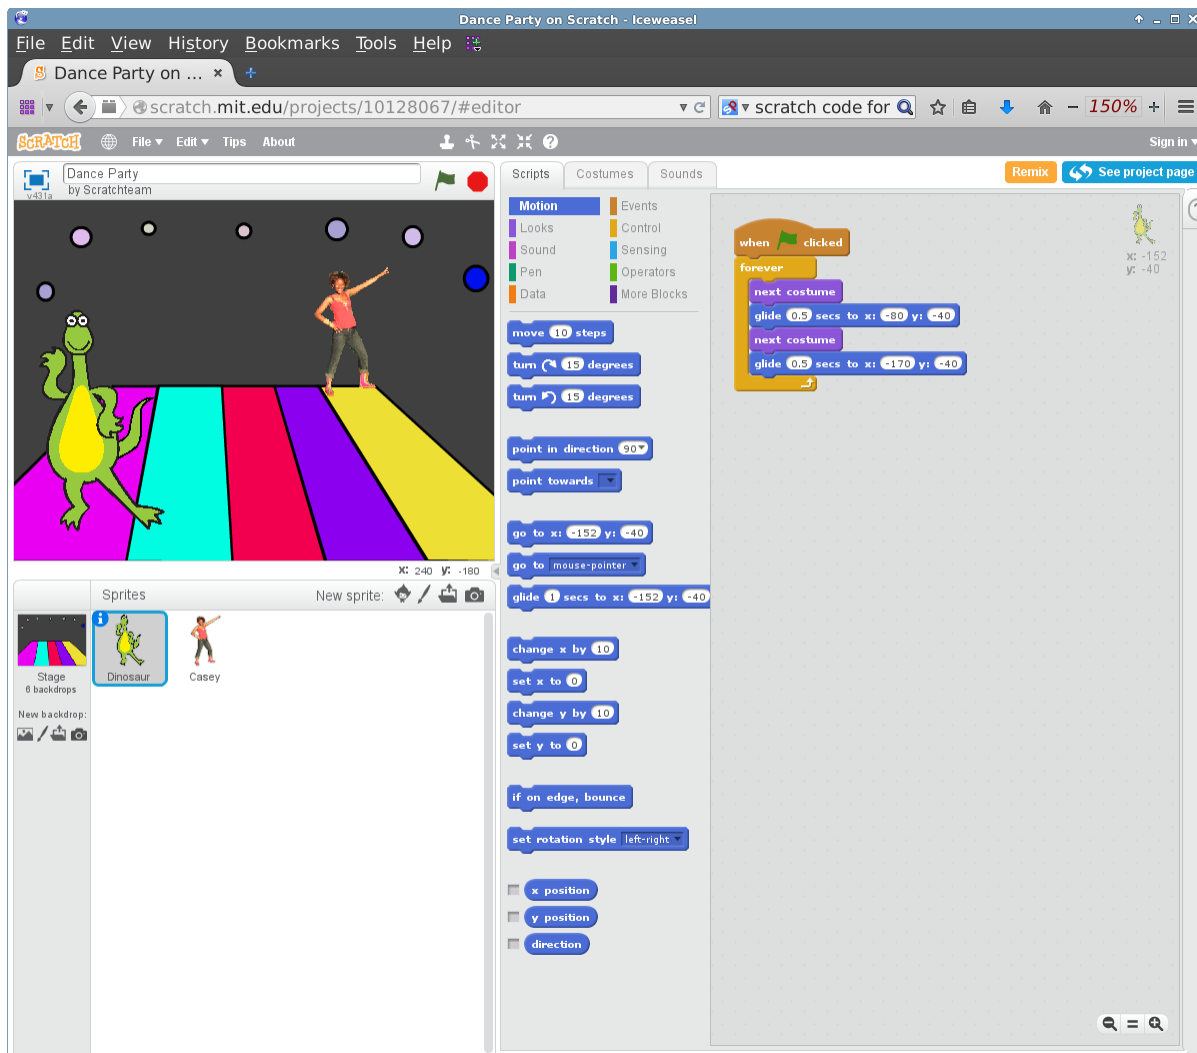 Dance Party on Scratch - Iceweasel
File Edit View History Bookmarks Tools Help
Dance Party on ... × +
scratch.mit.edu/projects/10128067/#editor
scratch code for
150%
SCRATCH File Edit Tips About
Sign in
v431a
Dance Party
by Scratchteam
Scripts Costumes Sounds
Remix
See project page
Motion
Looks
Sound
Pen
Data
Events
Control
Sensing
Operators
More Blocks
move 10 steps
turn 15 degrees
turn 15 degrees
point in direction 90
point towards
go to x: -152 y: -40
go to mouse-pointer
glide 1 secs to x: -152 y: -40
change x by 10
set x to 0
change y by 10
set y to 0
if on edge, bounce
set rotation style left-right
x position
y position
direction
when clicked
forever
next costume
glide 0.5 secs to x: -80 y: -40
next costume
glide 0.5 secs to x: -170 y: -40
x: -152
y: -40
X: 240 y: -180
Sprites
New sprite:
Stage
6 backdrops
New backdrop:
i
Dinosaur
Casey